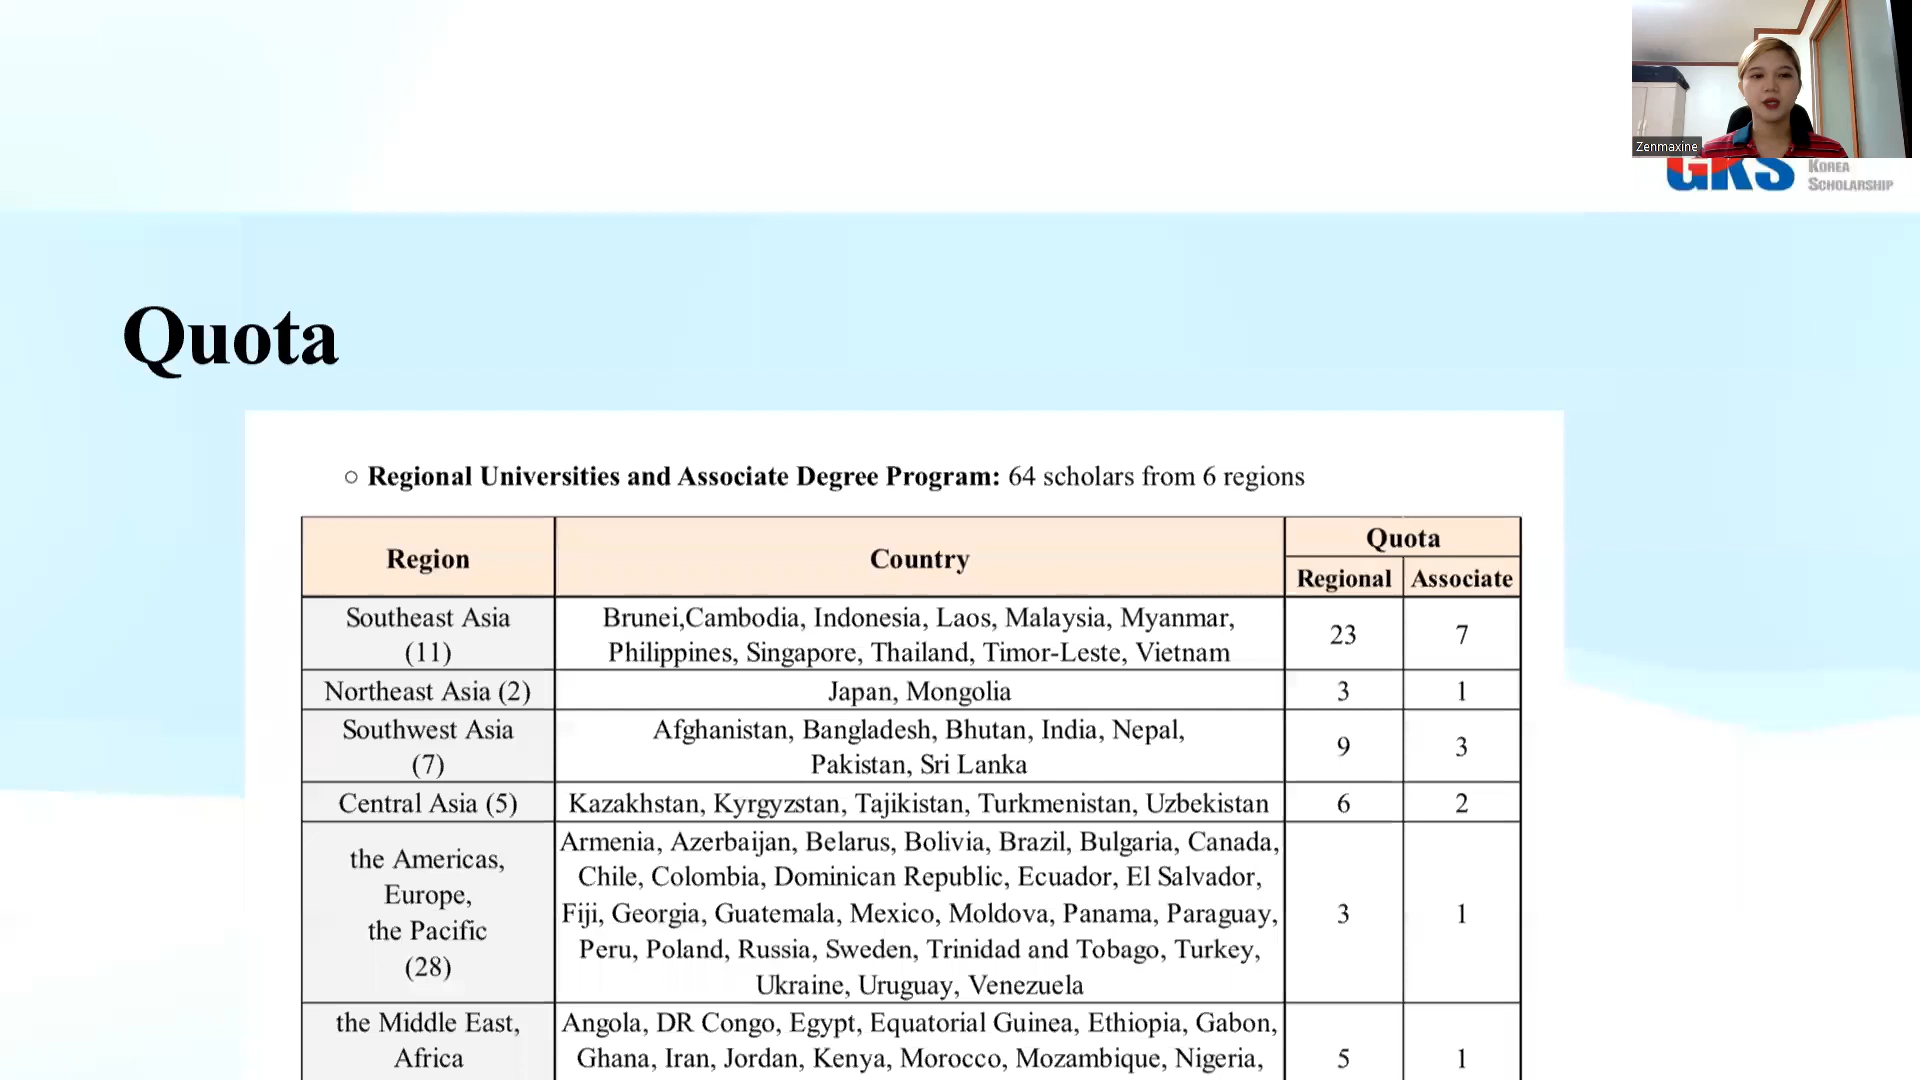 Zenmaxine
GKS
KOREA
SCHOLARSHIP
Quota
○ Regional Universities and Associate Degree Program: 64 scholars from 6 regions
Region
Country
Quota
Regional
Associate
Southeast Asia
(11)
Brunei,Cambodia, Indonesia, Laos, Malaysia, Myanmar,
Philippines, Singapore, Thailand, Timor-Leste, Vietnam
23
7
Northeast Asia (2)
Japan, Mongolia
3
1
Southwest Asia
(7)
Afghanistan, Bangladesh, Bhutan, India, Nepal,
Pakistan, Sri Lanka
9
3
Central Asia (5)
Kazakhstan, Kyrgyzstan, Tajikistan, Turkmenistan, Uzbekistan
6
2
the Americas,
Europe,
the Pacific
(28)
Armenia, Azerbaijan, Belarus, Bolivia, Brazil, Bulgaria, Canada,
Chile, Colombia, Dominican Republic, Ecuador, El Salvador,
Fiji, Georgia, Guatemala, Mexico, Moldova, Panama, Paraguay,
Peru, Poland, Russia, Sweden, Trinidad and Tobago, Turkey,
Ukraine, Uruguay, Venezuela
3
1
the Middle East,
Africa
Angola, DR Congo, Egypt, Equatorial Guinea, Ethiopia, Gabon,
Ghana, Iran, Jordan, Kenya, Morocco, Mozambique, Nigeria,
5
1